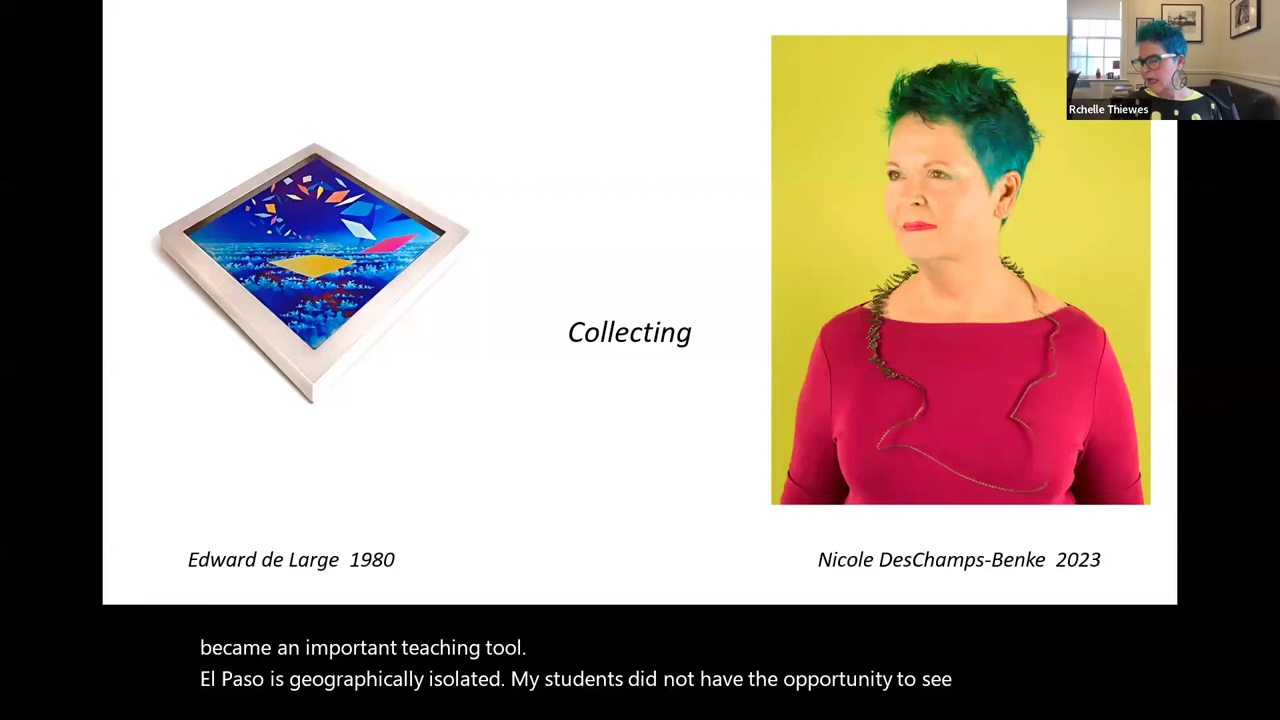 Rchelle Thiewes
Collecting
Edward de Large 1980
Nicole DesChamps-Benke 2023
became an important teaching tool.
El Paso is geographically isolated. My students did not have the opportunity to see